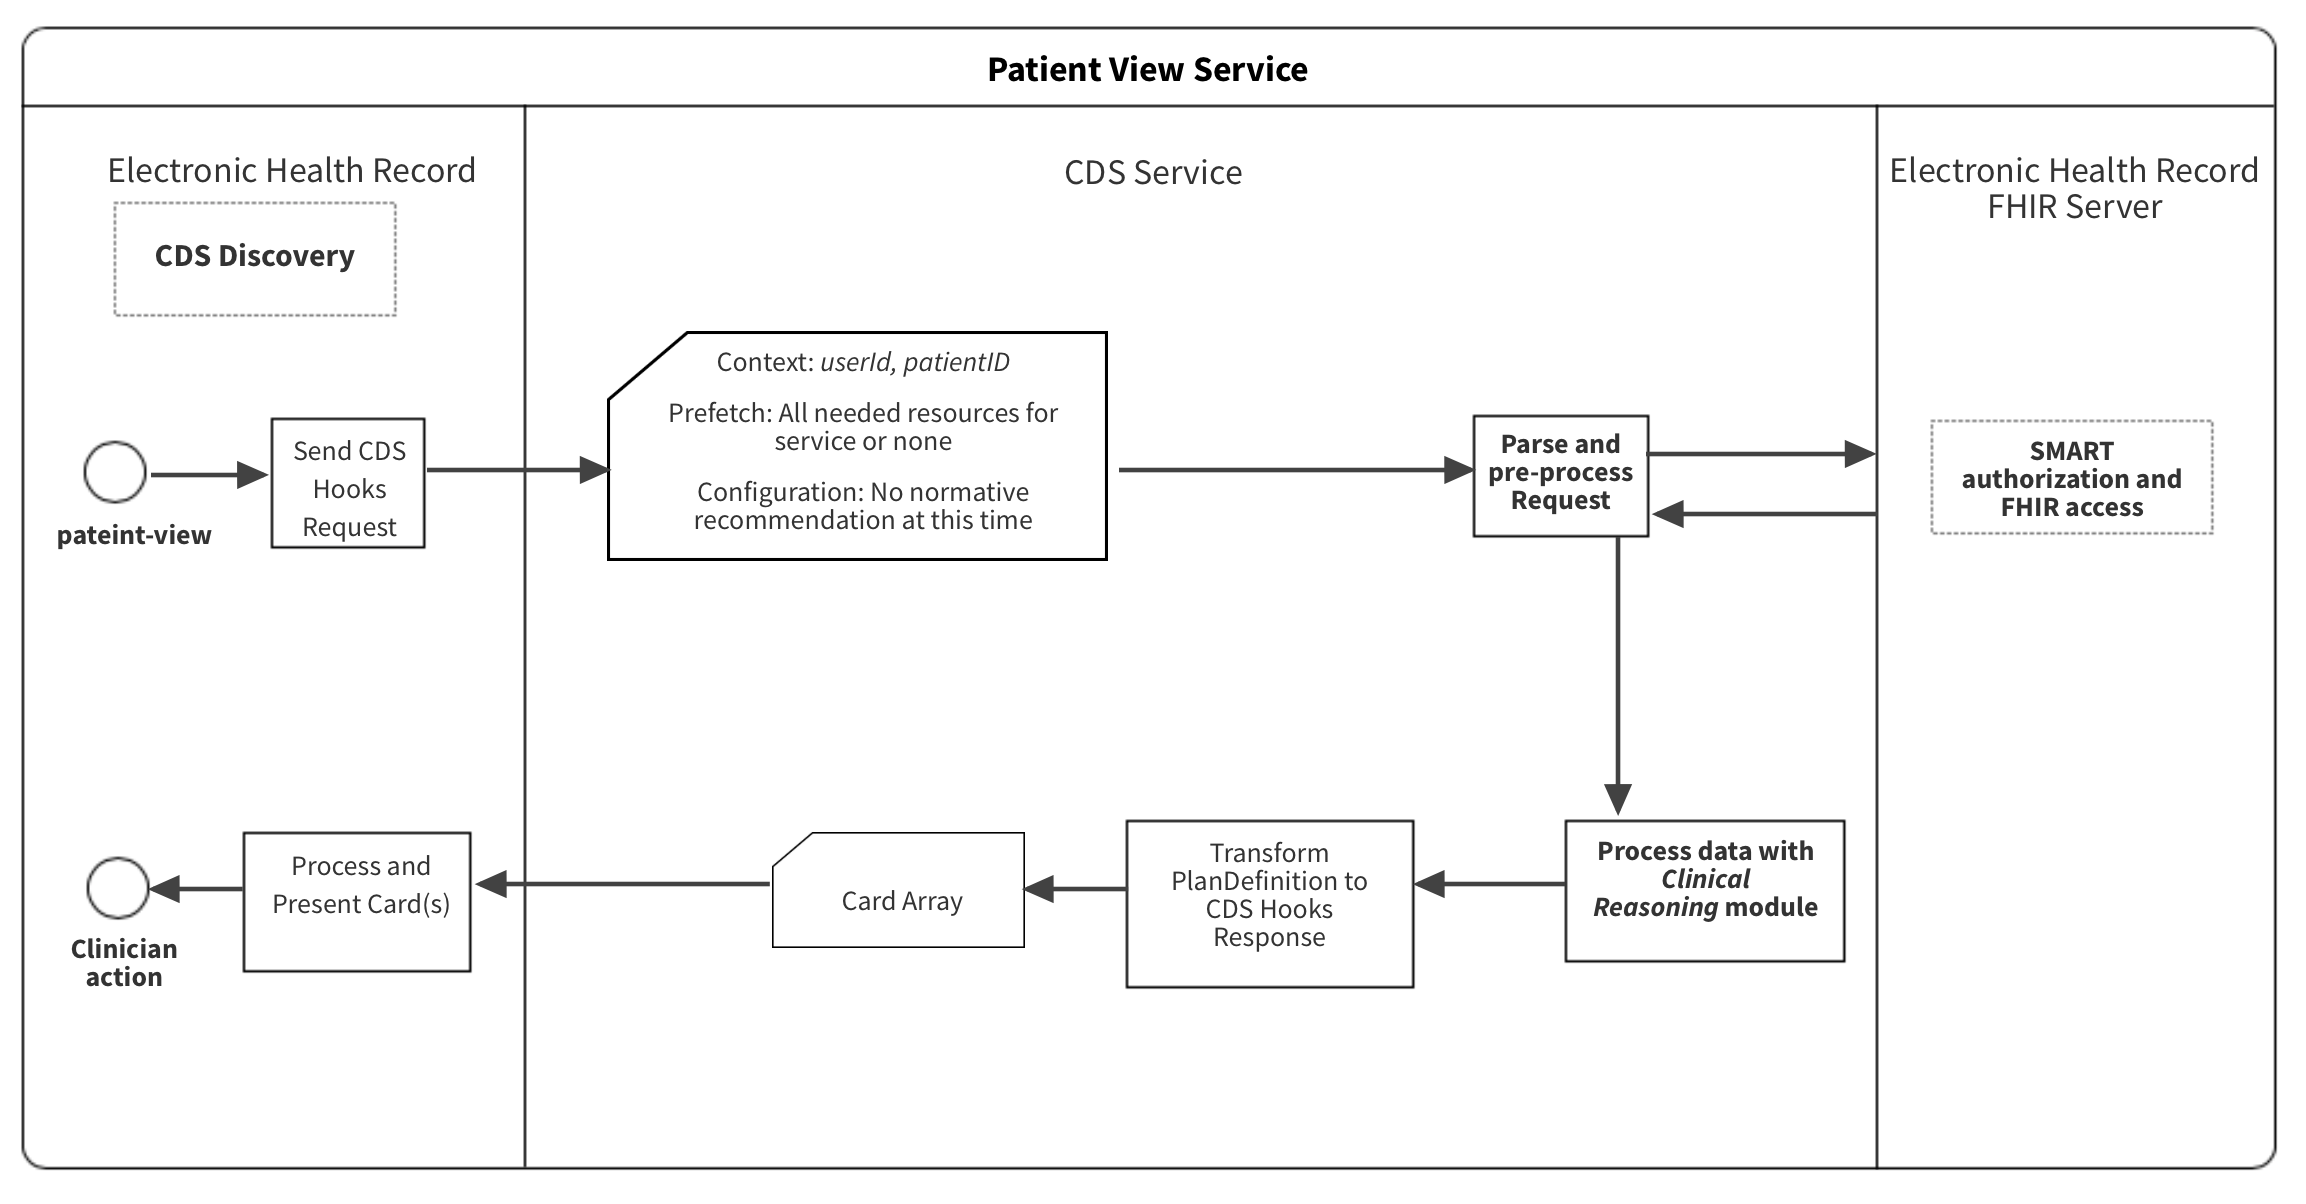 Patient View Service
Electronic Health Record
CDS Service
Electronic Health Record
FHIR Server
CDS Discovery
Context: userId, patientID
Prefetch: All needed resources for
service or none
Configuration: No normative
recommendation at this time
pateint-view
Send CDS
Hooks
Request
Parse and
pre-process
Request
SMART
authorization and
FHIR access
Clinician
action
Process and
Present Card(s)
Card Array
Transform
PlanDefinition to
CDS Hooks
Response
Process data with
Clinical
Reasoning module